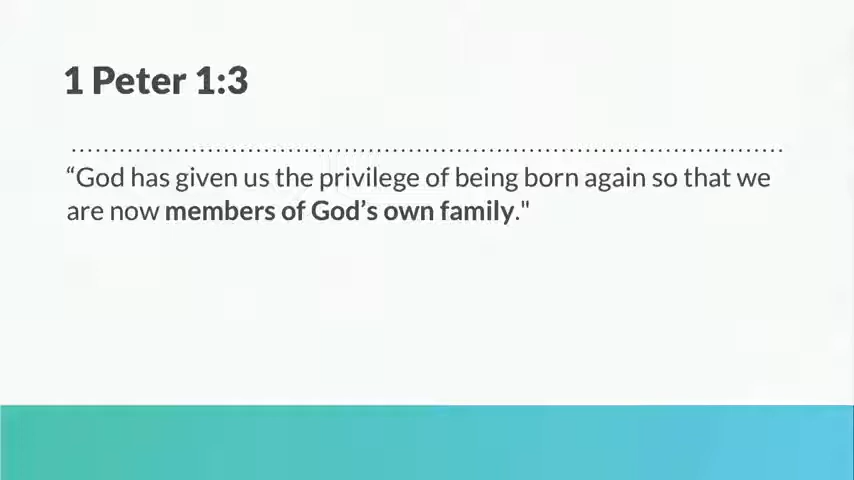 1 Peter 1:3
“God has given us the privilege of being born again so that we
are now members of God’s own family."